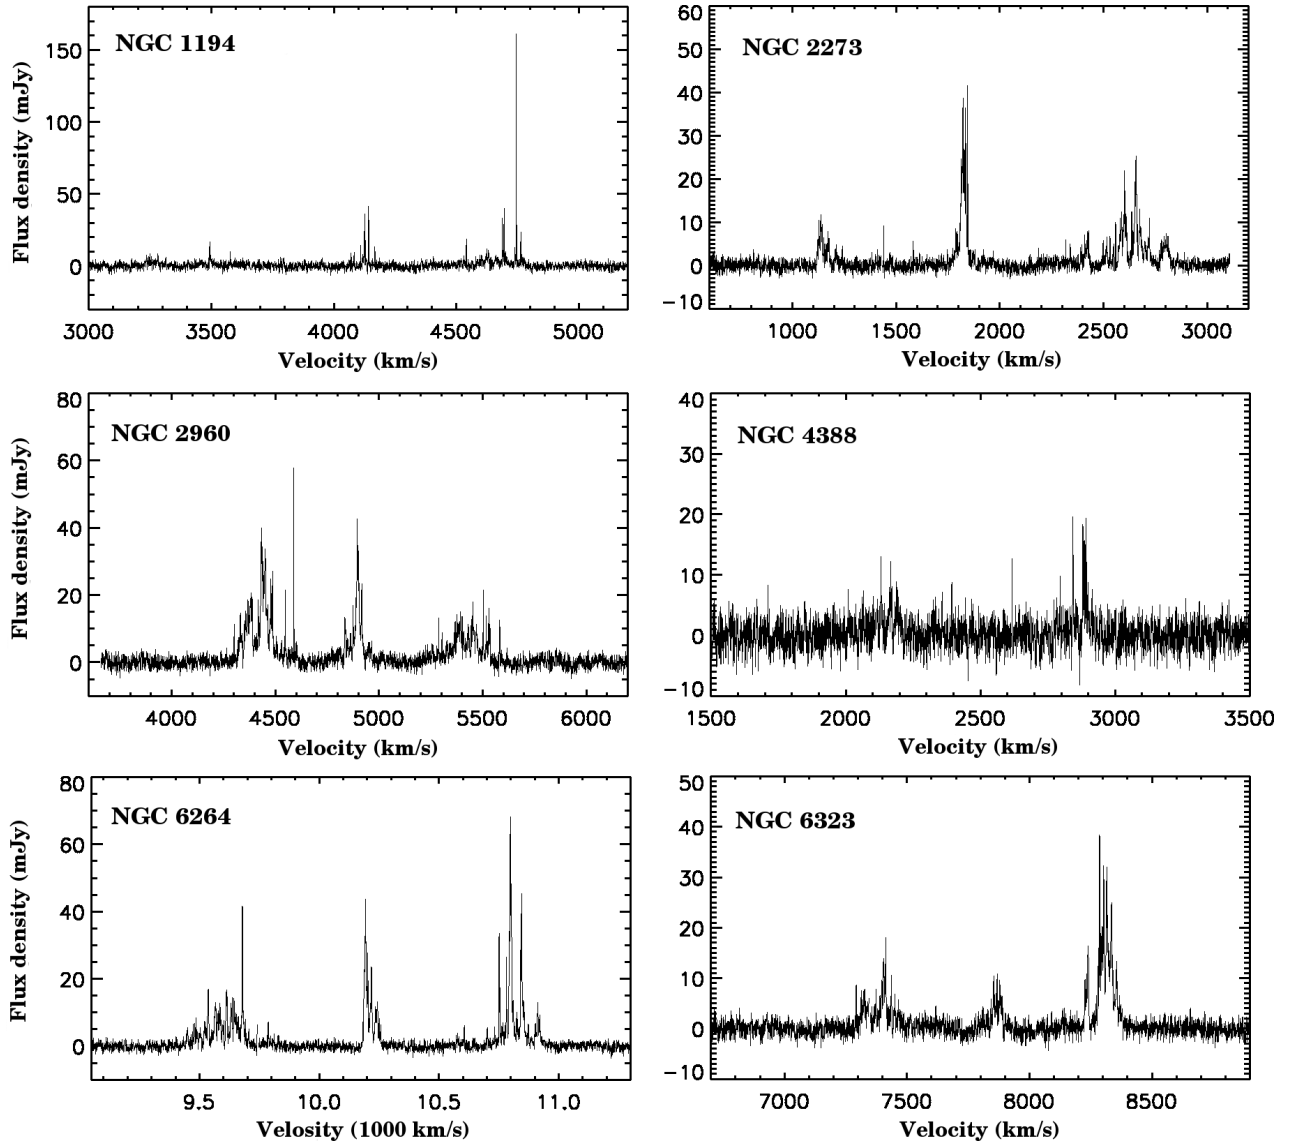 NGC 1194
Flux density (mJy)
150
100
50
0
3000 3500 4000 4500 5000
Velocity (km/s)
NGC 2273
60
50
40
30
20
10
0
−10
1000 1500 2000 2500 3000
Velocity (km/s)
NGC 2960
Flux density (mJy)
80
60
40
20
0
4000 4500 5000 5500 6000
Velocity (km/s)
NGC 4388
40
30
20
10
0
−10
1500 2000 2500 3000 3500
Velocity (km/s)
NGC 6264
Flux density (mJy)
80
60
40
20
0
9.5 10.0 10.5 11.0
Velosity (1000 km/s)
NGC 6323
50
40
30
20
10
0
−10
7000 7500 8000 8500
Velocity (km/s)